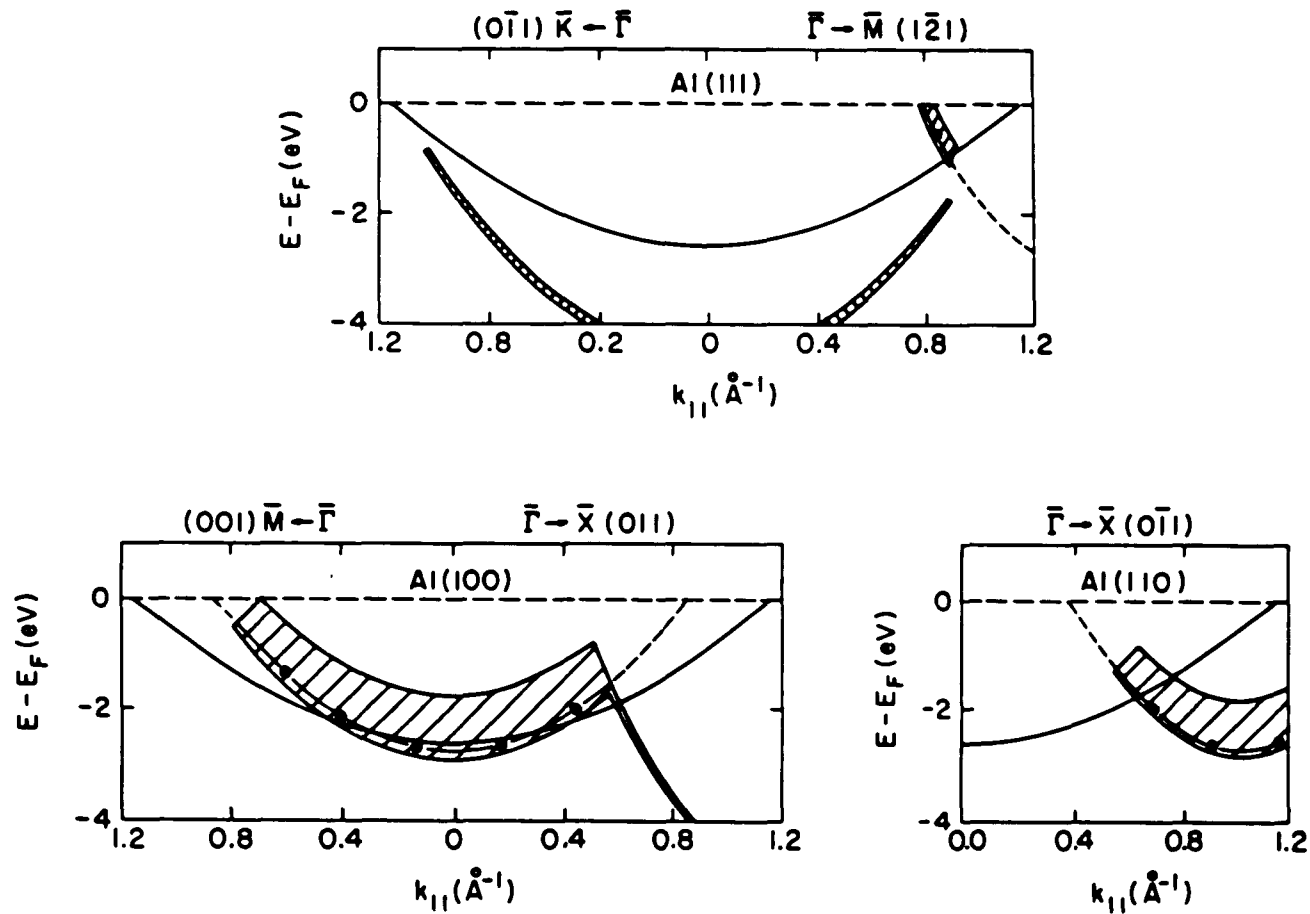 (01̄1) K̄ ← Γ̄ Γ̄ → M̄ (12̄1)
Al(111)
E – E_F (eV)
0
-2
-4
1.2 0.8 0.2 0 0.4 0.8 1.2
k_|| (Å⁻¹)
(001) M̄ ← Γ̄ Γ̄ → X̄ (011)
Al(100)
E – E_F (eV)
0
-2
-4
1.2 0.8 0.4 0 0.4 0.8 1.2
k_|| (Å⁻¹)
Γ̄ → X̄ (01̄1)
Al(110)
E – E_F (eV)
0
-2
-4
0.0 0.4 0.8 1.2
k_|| (Å⁻¹)